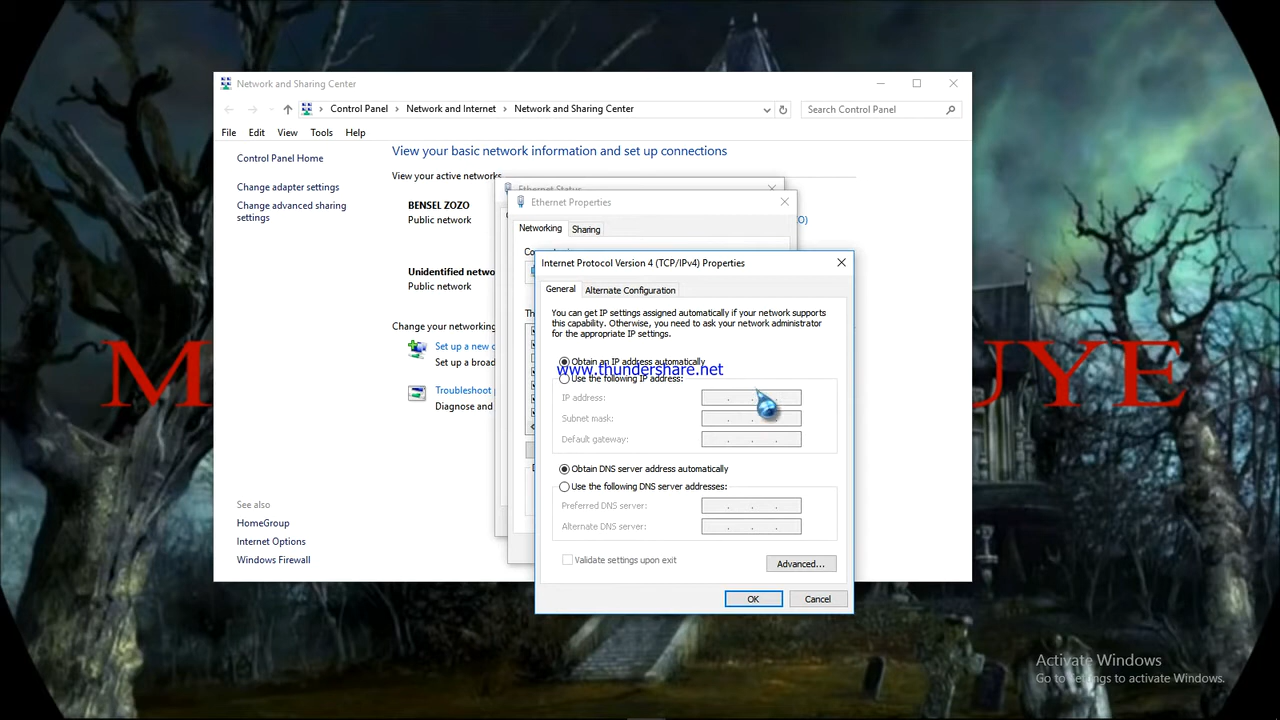 Network and Sharing Center
Control Panel > Network and Internet > Network and Sharing Center
Search Control Panel
File Edit View Tools Help
Control Panel Home
Change adapter settings
Change advanced sharing
settings
View your basic network information and set up connections
View your active networks
BENSEL ZOZO
Public network
Unidentified netwo
Public network
Change your networking
Set up a new c
Set up a broad
Troubleshoot
Diagnose and
See also
HomeGroup
Internet Options
Windows Firewall
Ethernet Status
Ethernet Properties
Networking Sharing
Internet Protocol Version 4 (TCP/IPv4) Properties
General Alternate Configuration
You can get IP settings assigned automatically if your network supports
this capability. Otherwise, you need to ask your network administrator
for the appropriate IP settings.
Obtain an IP address automatically
www.thundershare.net
Use the following IP address:
IP address:
Subnet mask:
Default gateway:
Obtain DNS server address automatically
Use the following DNS server addresses:
Preferred DNS server:
Alternate DNS server:
Validate settings upon exit
Advanced...
OK Cancel
M UYE
Activate Windows
Go to Settings to activate Windows.